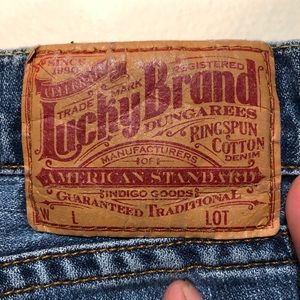 SINCE 1990
REGISTERED
TRADE MARK
Lucky Brand
DUNGAREES
RINGSPUN
COTTON
DENIM
MANUFACTURERS
OF
AMERICAN STANDARD
INDIGO GOODS
GUARANTEED TRADITIONAL
W L LOT